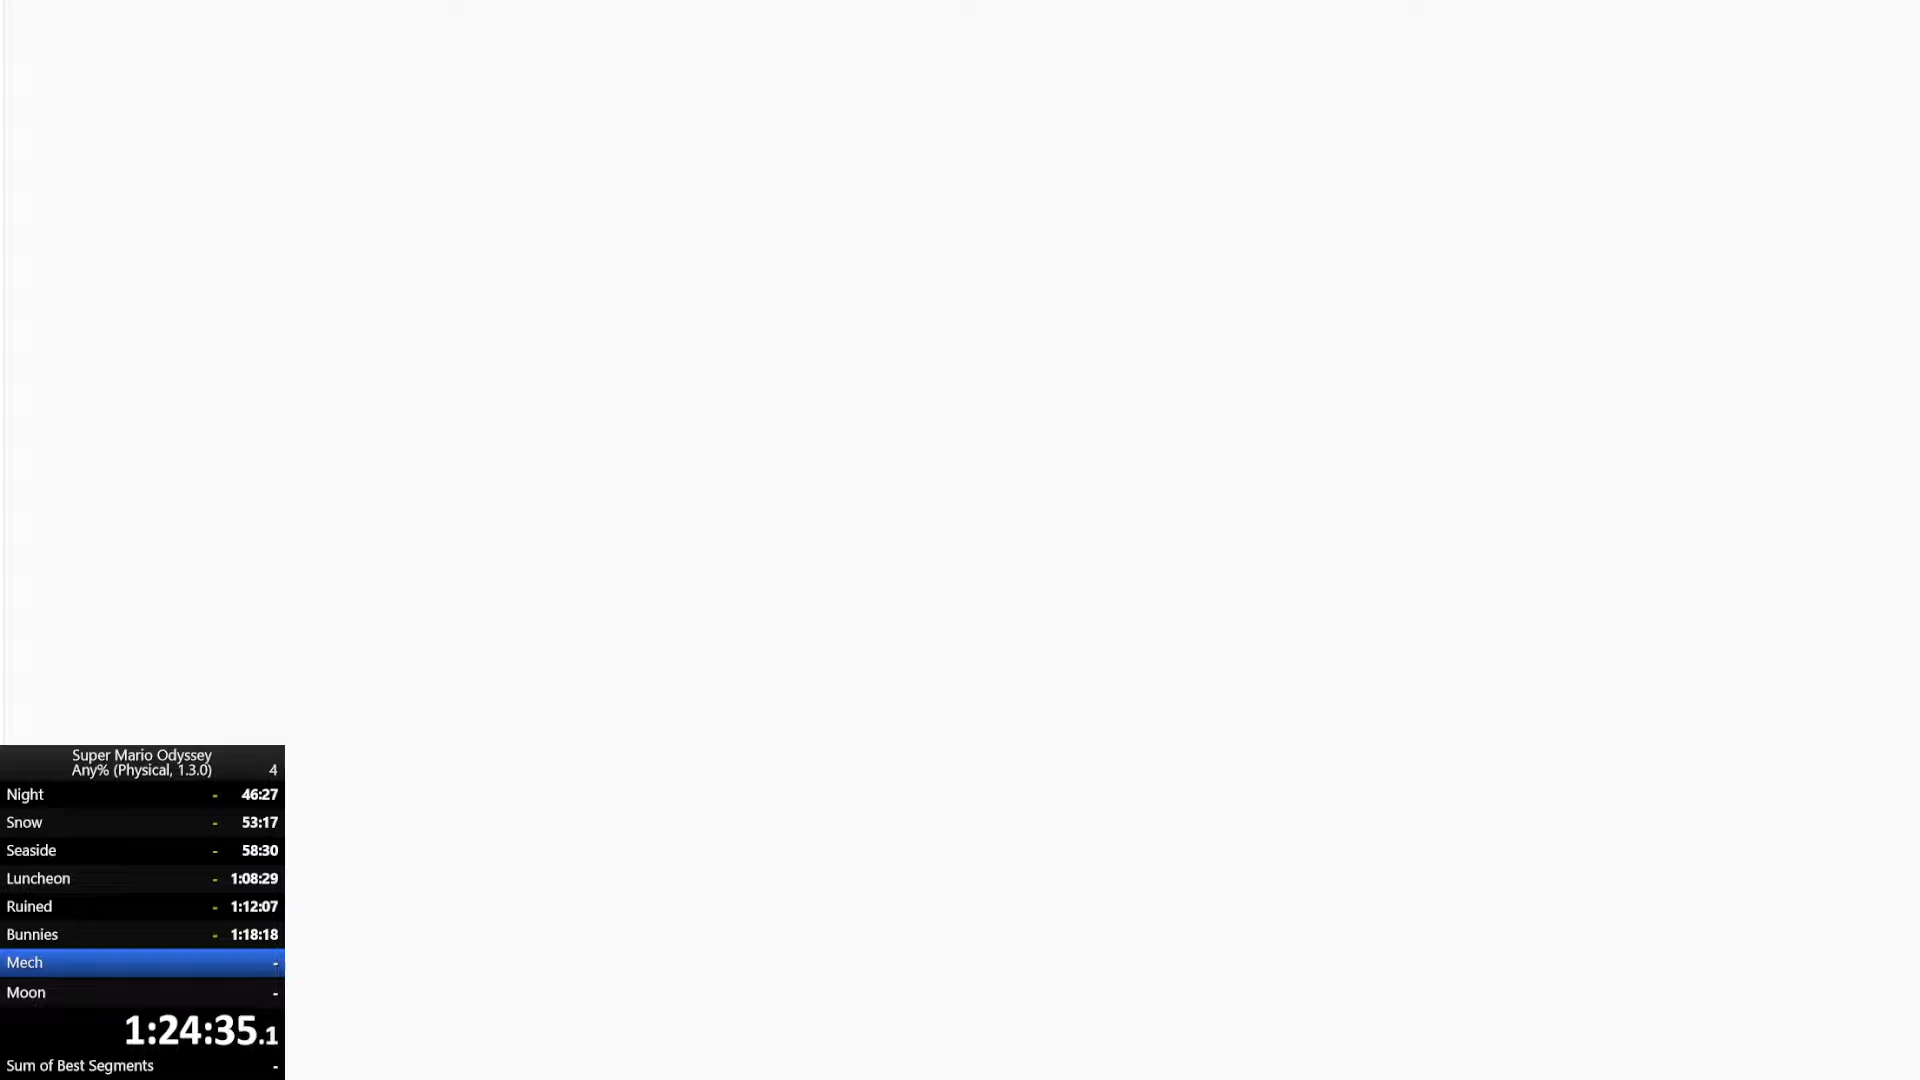 Super Mario Odyssey
Any% (Physical, 1.3.0) 4
Night - 46:27
Snow - 53:17
Seaside - 58:30
Luncheon - 1:08:29
Ruined - 1:12:07
Bunnies - 1:18:18
Mech -
Moon -
1:24:35.1
Sum of Best Segments -